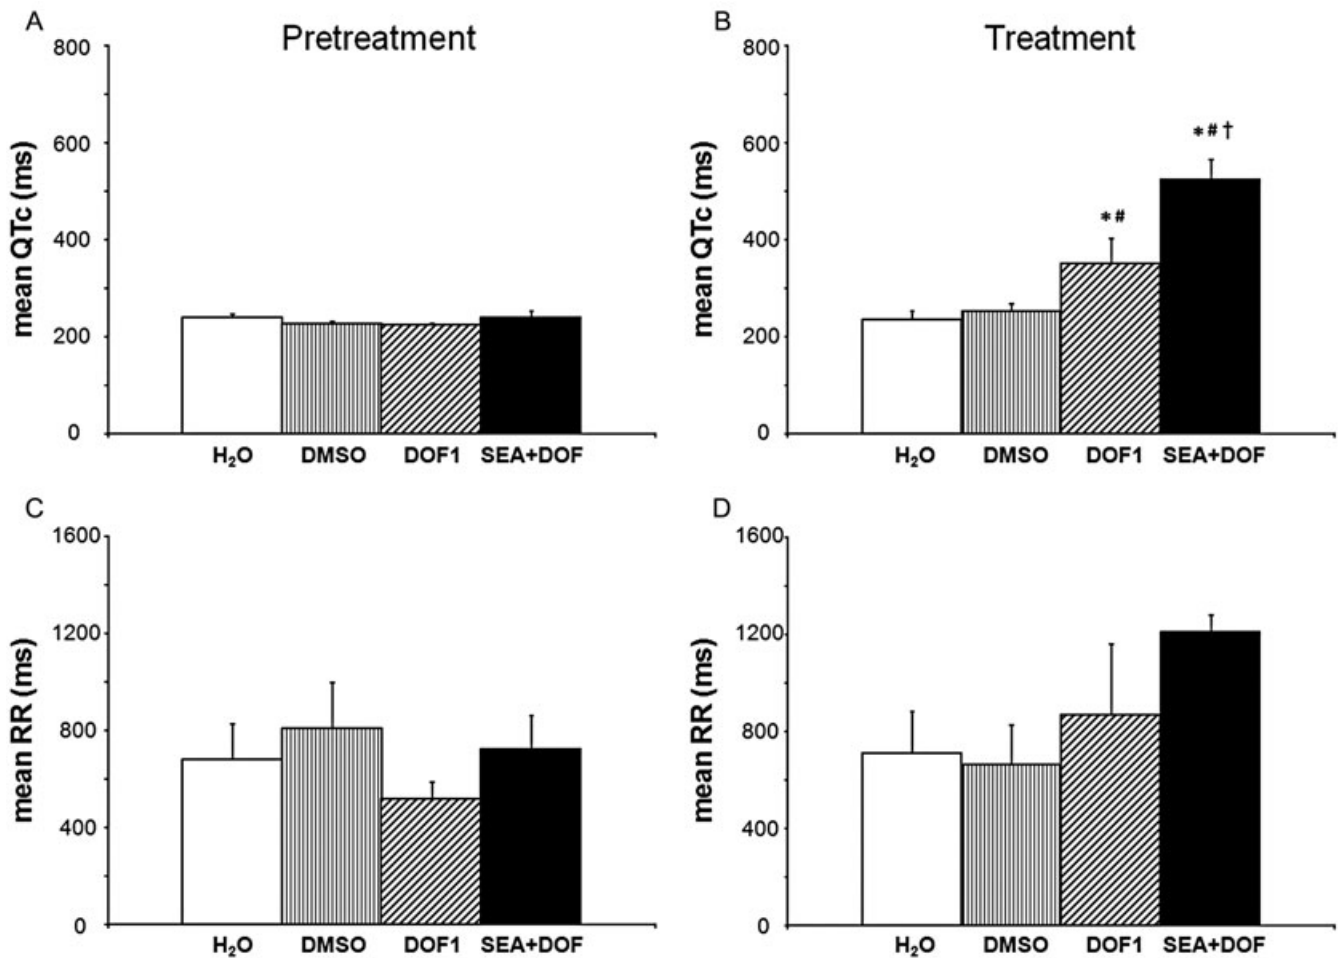 A
Pretreatment
800
600
400
200
0
mean QTc (ms)
H₂O DMSO DOF1 SEA+DOF
B
Treatment
800
600
400
200
0
mean QTc (ms)
*#
*#†
H₂O DMSO DOF1 SEA+DOF
C
1600
1200
800
400
0
mean RR (ms)
H₂O DMSO DOF1 SEA+DOF
D
1600
1200
800
400
0
mean RR (ms)
H₂O DMSO DOF1 SEA+DOF